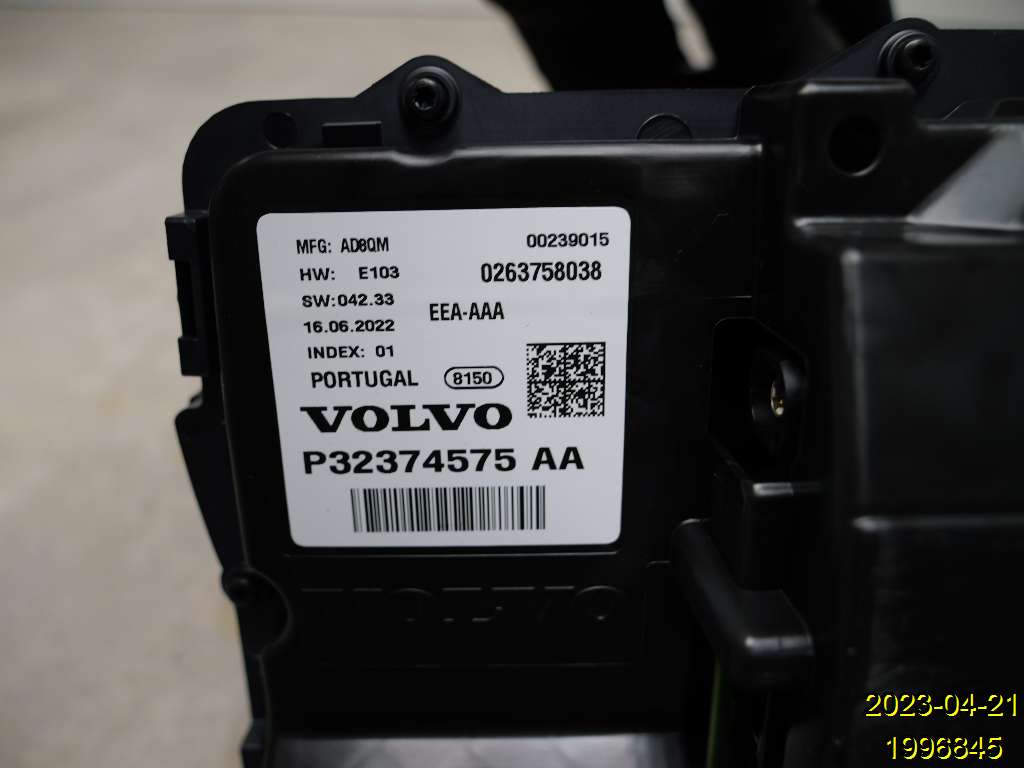 MFG: AD8QM 00239015
HW: E103 0263758038
SW:042.33 EEA-AAA
16.06.2022
INDEX: 01
PORTUGAL 8150
VOLVO
P32374575 AA
VOLVO
2023-04-21
1996845